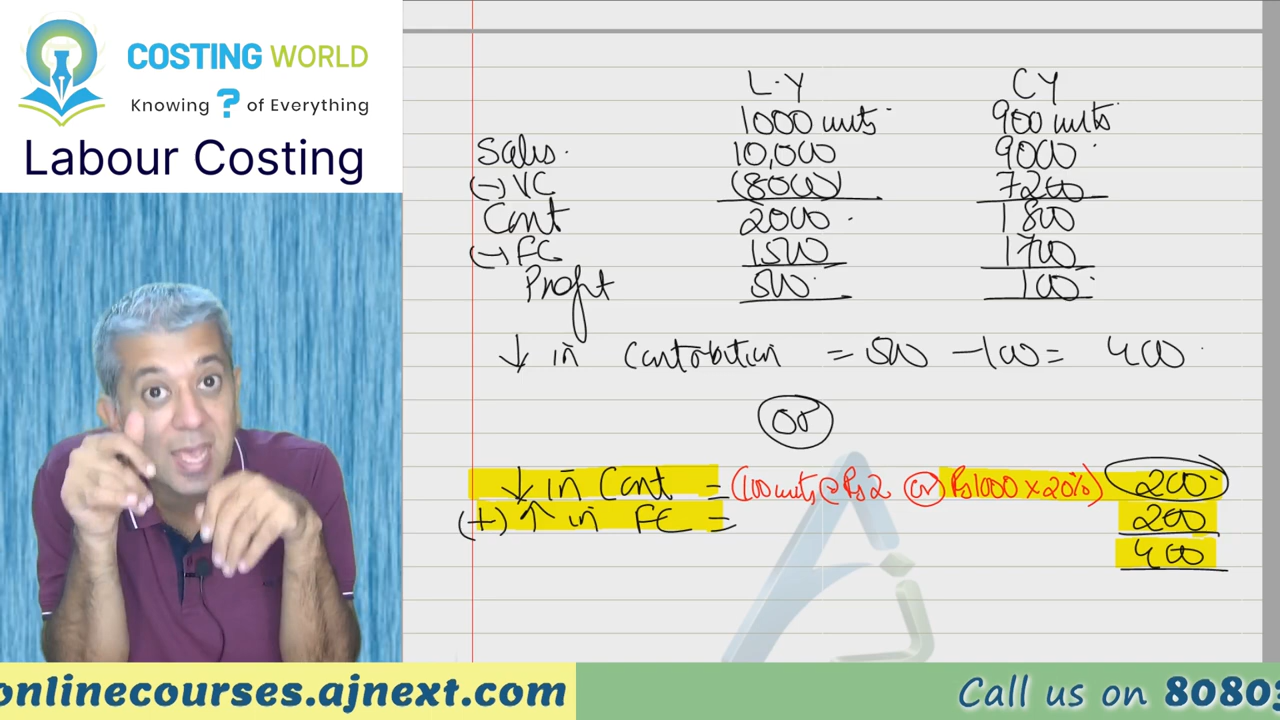 COSTING WORLD
Knowing ? of Everything
Labour Costing
L.Y CY
1000 units 900 units
Sales 10,000 9000
(-) VC (8000) 7200
Cont 2000 1800
(-) FC 1500 1700
Profit 500 100
↓ in Contribution = 500 - 100 = 400
or
↓ in Cont = (100 units @ Rs 2 or Rs 1000 x 20%) 200
(+) ↑ in FC = 200
400
onlinecourses.ajnext.com
Call us on 8080